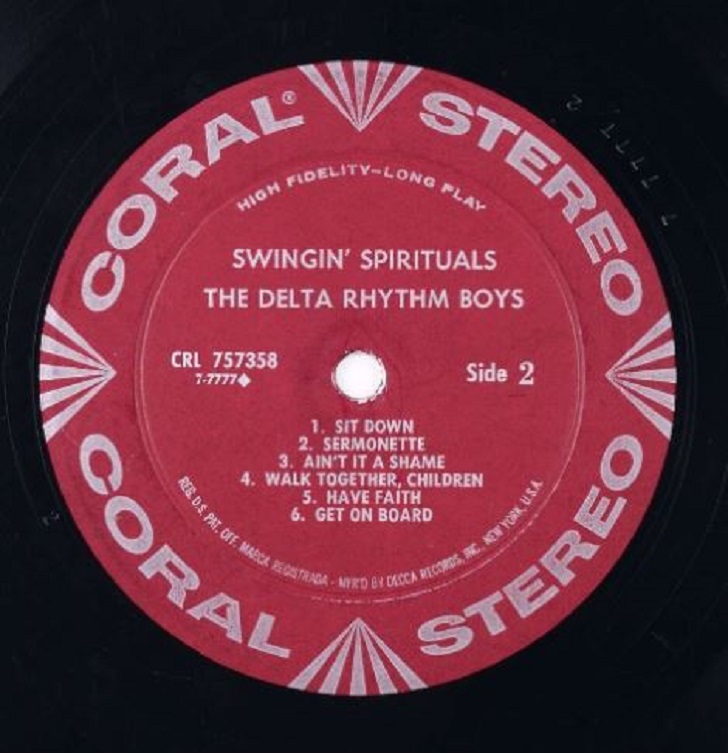 CORAL® STEREO
HIGH FIDELITY-LONG PLAY
SWINGIN' SPIRITUALS
THE DELTA RHYTHM BOYS
CRL 757358
7-7777◆
Side 2
1. SIT DOWN
2. SERMONETTE
3. AIN'T IT A SHAME
4. WALK TOGETHER, CHILDREN
5. HAVE FAITH
6. GET ON BOARD
REG. U.S. PAT. OFF. MARCA REGISTRADA - MFR'D BY DECCA RECORDS, INC., NEW YORK, U.S.A.
CORAL STEREO